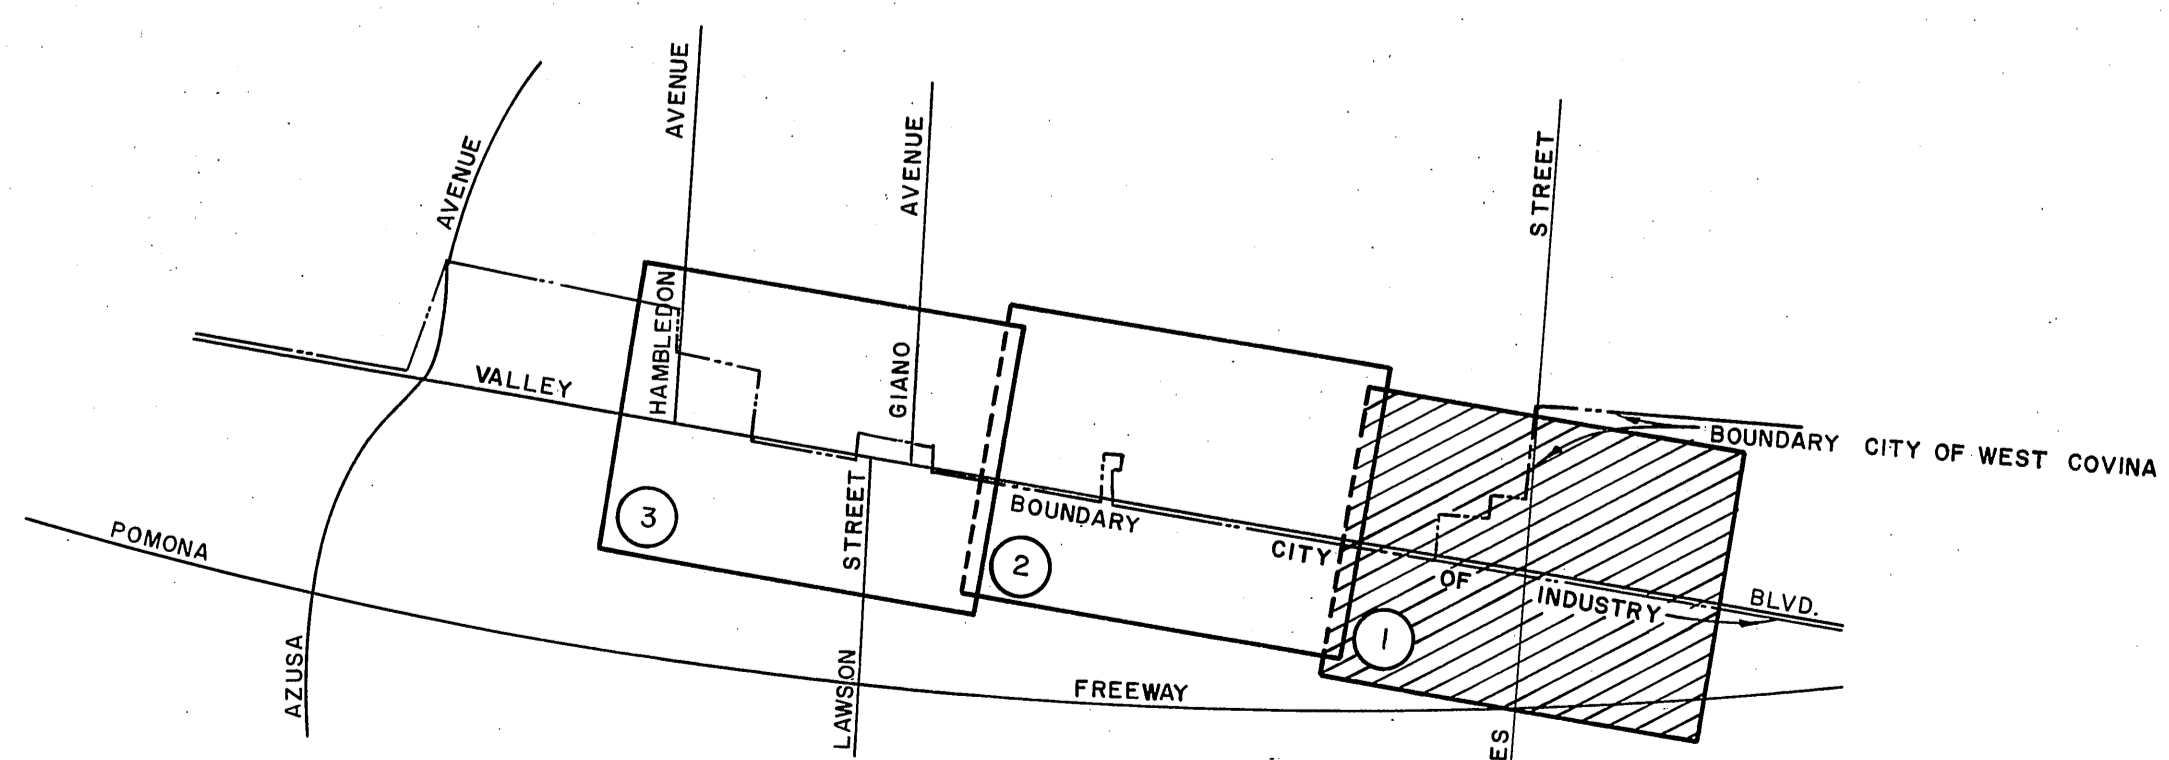 AVENUE
AVENUE
AVENUE
STREET
HAMBLEDON
GIANO
VALLEY
BOUNDARY CITY OF WEST COVINA
BOUNDARY CITY OF INDUSTRY
BLVD.
3
2
1
STREET
POMONA
FREEWAY
AZUSA
LAWSON
ES